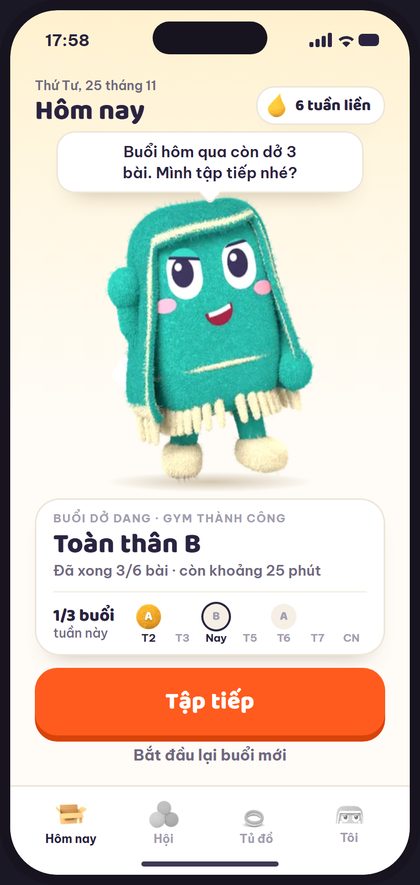 17:58
Thứ Tư, 25 tháng 11
Hôm nay
6 tuần liền
Buổi hôm qua còn dở 3
bài. Mình tập tiếp nhé?
BUỔI DỞ DANG · GYM THÀNH CÔNG
Toàn thân B
Đã xong 3/6 bài · còn khoảng 25 phút
1/3 buổi
tuần này
A B A
T2 T3 Nay T5 T6 T7 CN
Tập tiếp
Bắt đầu lại buổi mới
Hôm nay Hội Tủ đồ Tôi